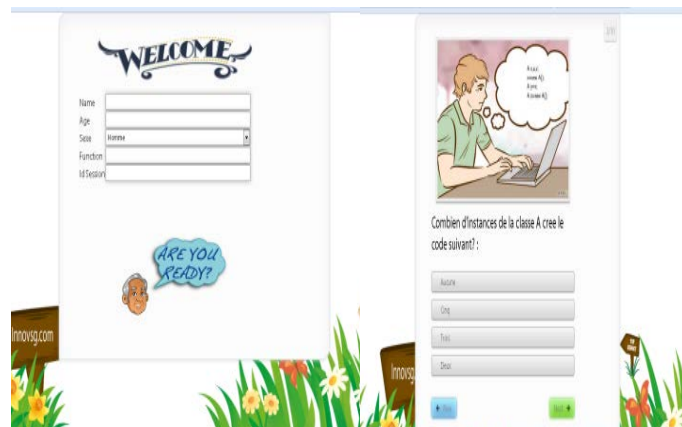 WELCOME
Name
Age
Sexe Homme
Function
Id Session
ARE YOU
READY?
Innovsg.com
Combien d'instances de la classe A cree le
code suivant? :
Aucune
Cinq
Trois
Deux
Innovsg